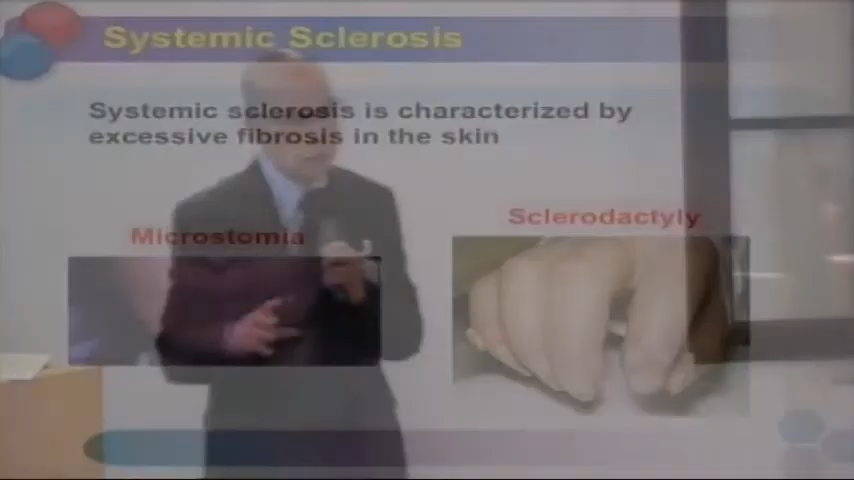 Systemic Sclerosis
Systemic sclerosis is characterized by
excessive fibrosis in the skin
Microstomia
Sclerodactyly